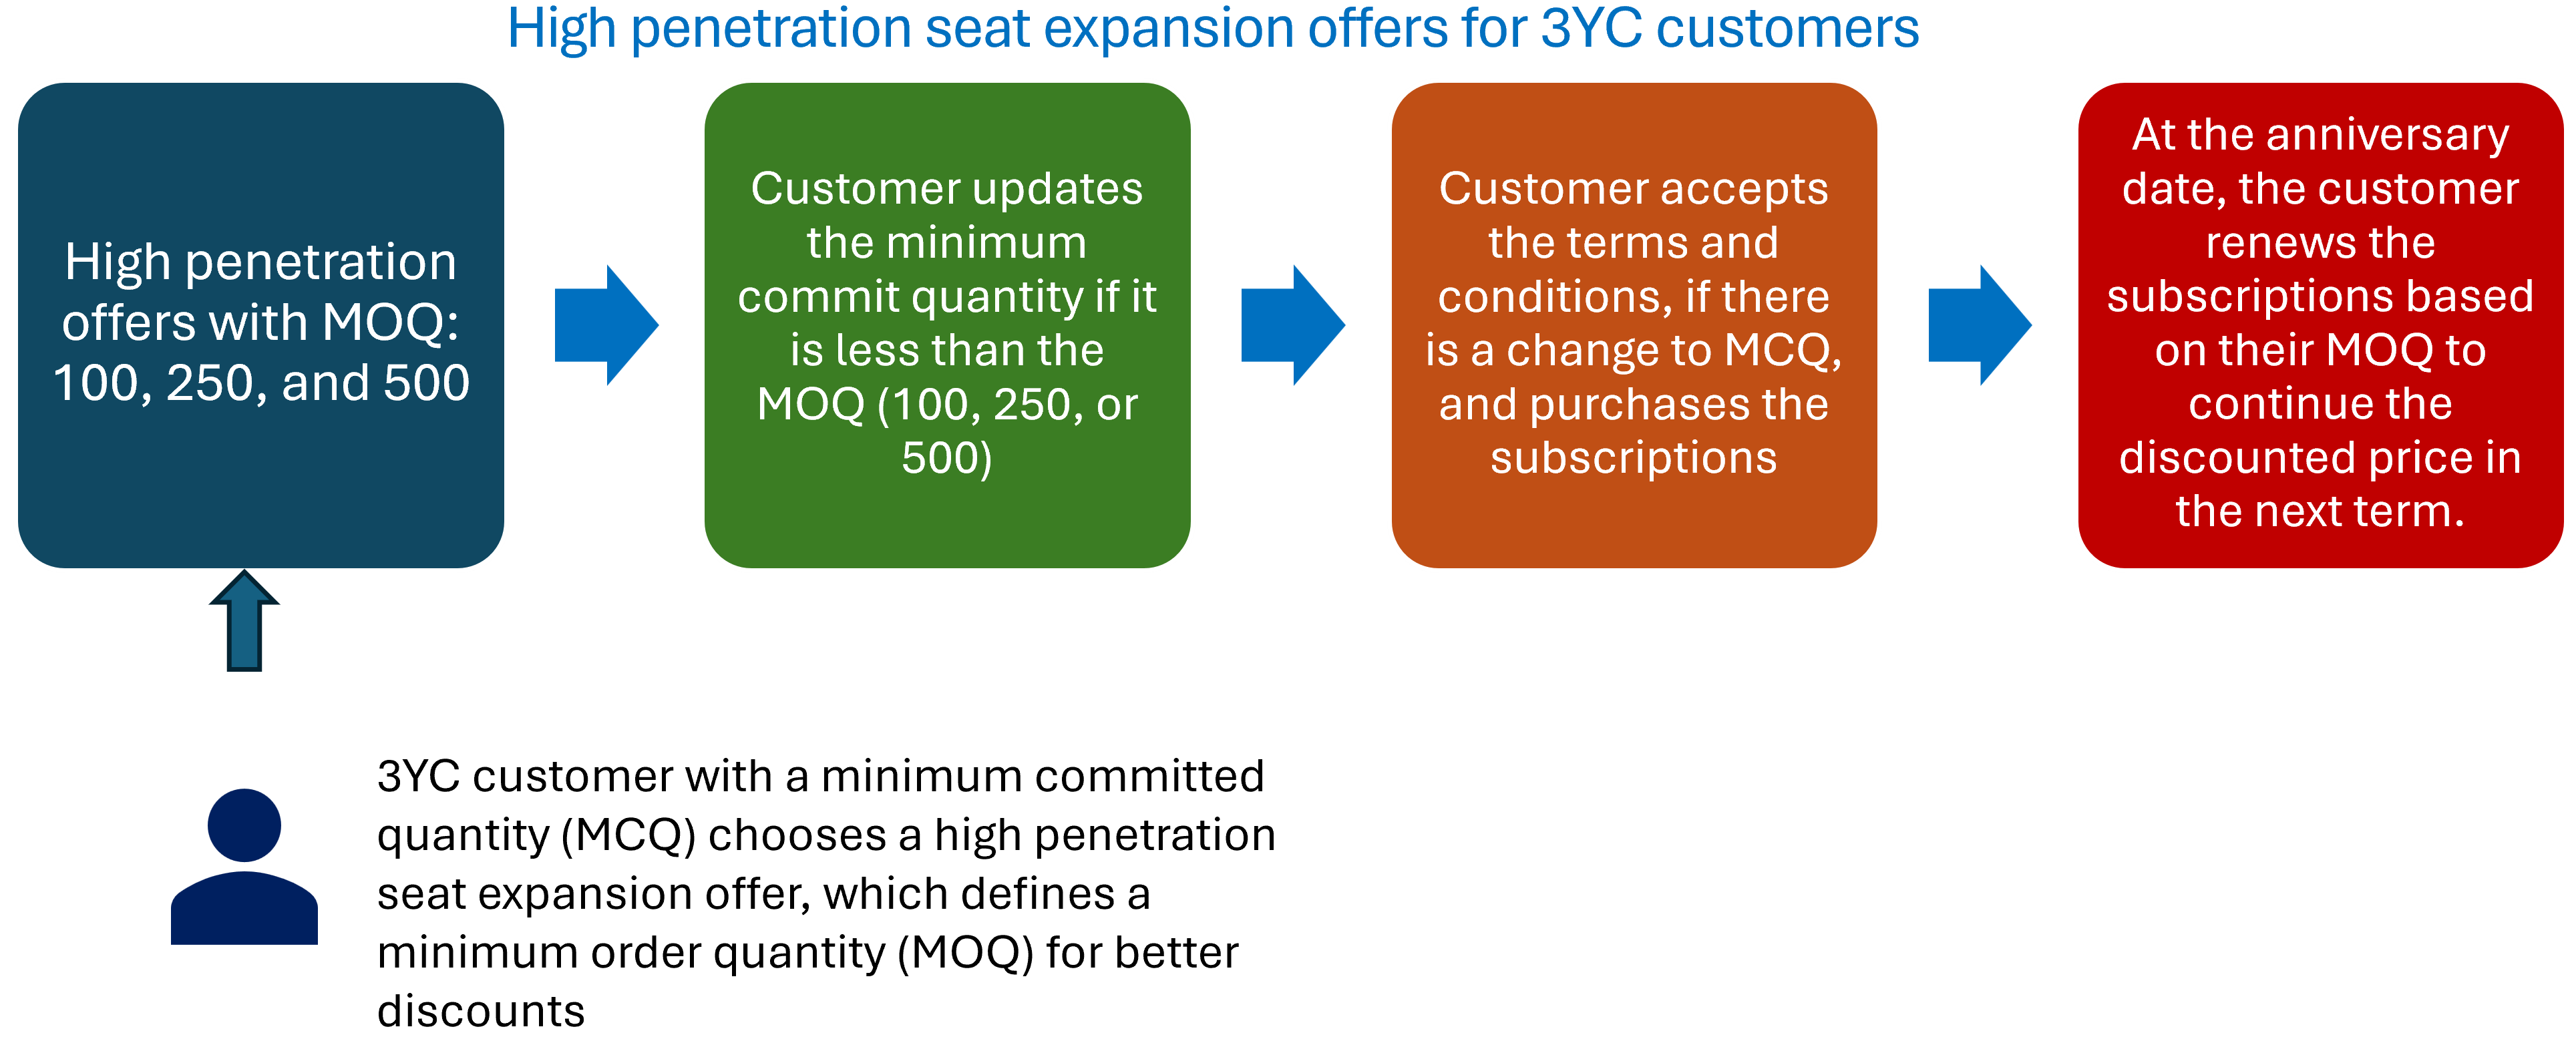 High penetration seat expansion offers for 3YC customers
High penetration
offers with MOQ:
100, 250, and 500
Customer updates
the minimum
commit quantity if it
is less than the
MOQ (100, 250, or
500)
Customer accepts
the terms and
conditions, if there
is a change to MCQ,
and purchases the
subscriptions
At the anniversary
date, the customer
renews the
subscriptions based
on their MOQ to
continue the
discounted price in
the next term.
3YC customer with a minimum committed
quantity (MCQ) chooses a high penetration
seat expansion offer, which defines a
minimum order quantity (MOQ) for better
discounts